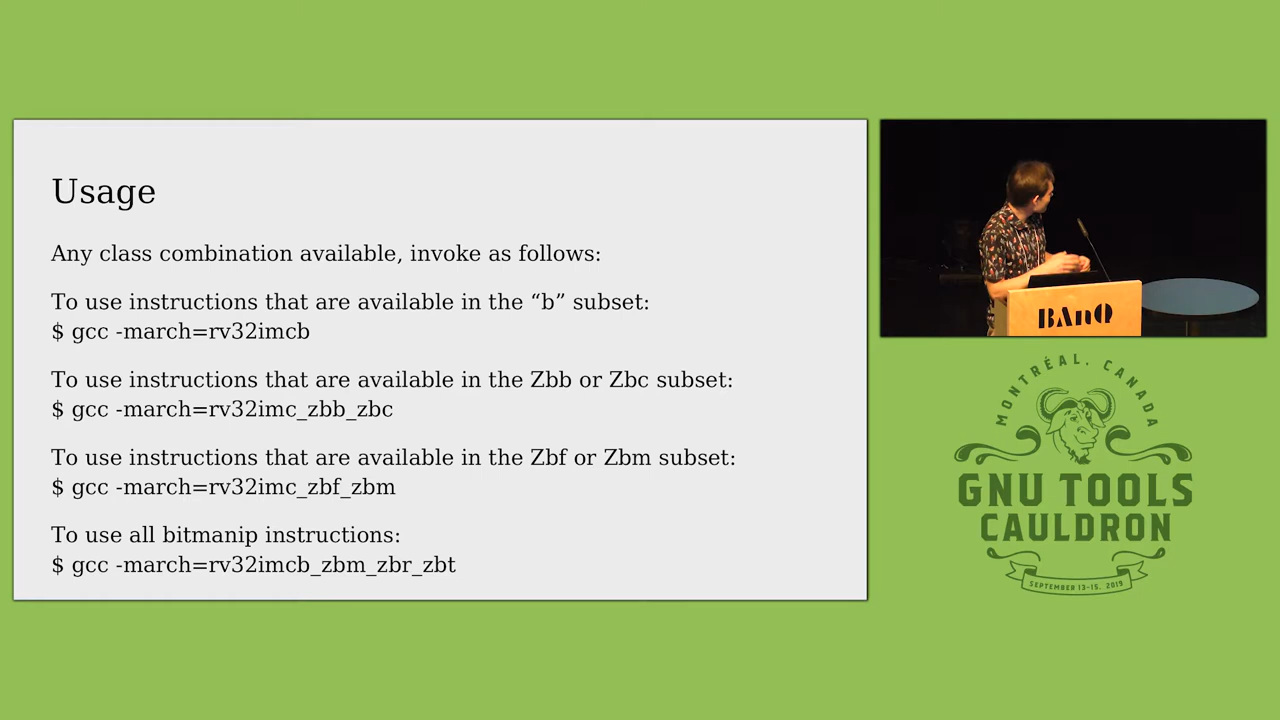 Usage
Any class combination available, invoke as follows:
To use instructions that are available in the “b” subset:
$ gcc -march=rv32imcb
To use instructions that are available in the Zbb or Zbc subset:
$ gcc -march=rv32imc_zbb_zbc
To use instructions that are available in the Zbf or Zbm subset:
$ gcc -march=rv32imc_zbf_zbm
To use all bitmanip instructions:
$ gcc -march=rv32imcb_zbm_zbr_zbt
BAnQ
MONTRÉAL, CANADA
GNU TOOLS
CAULDRON
SEPTEMBER 13-15, 2019